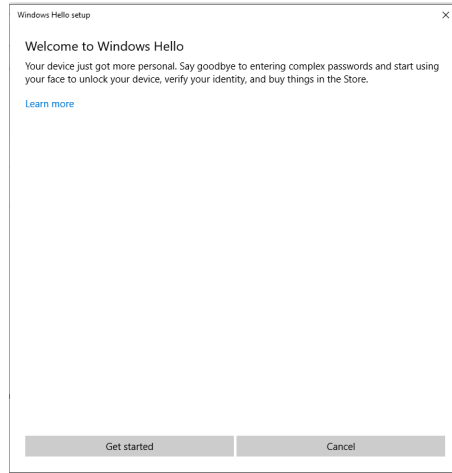 Windows Hello setup
Welcome to Windows Hello
Your device just got more personal. Say goodbye to entering complex passwords and start using
your face to unlock your device, verify your identity, and buy things in the Store.
Learn more
Get started
Cancel